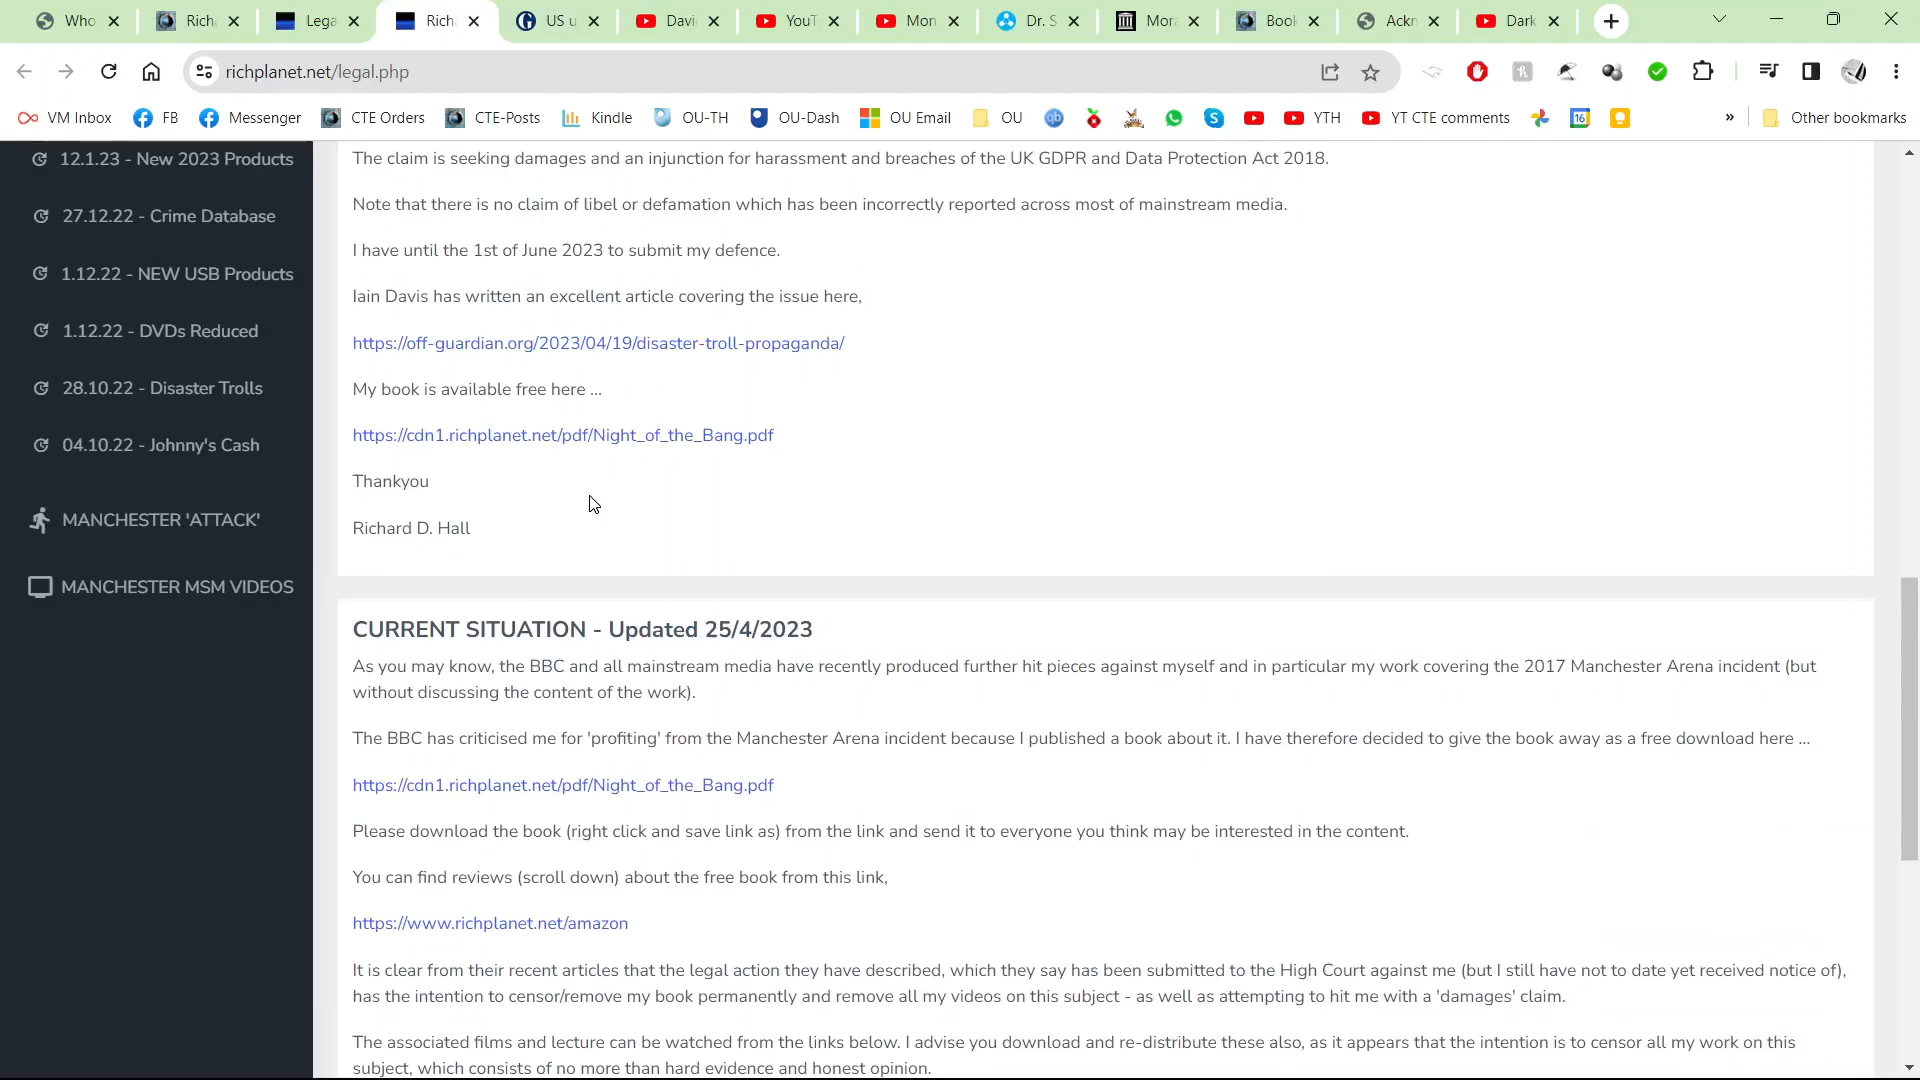 Who
Rich
Lega
Rich
US u
Davi
YouT
Mon
Dr. S
Mora
Book
Ackn
Dark
richplanet.net/legal.php
VM Inbox
FB
Messenger
CTE Orders
CTE-Posts
Kindle
OU-TH
OU-Dash
OU Email
OU
YTH
YT CTE comments
16
»
Other bookmarks
12.1.23 - New 2023 Products
27.12.22 - Crime Database
1.12.22 - NEW USB Products
1.12.22 - DVDs Reduced
28.10.22 - Disaster Trolls
04.10.22 - Johnny's Cash
MANCHESTER 'ATTACK'
MANCHESTER MSM VIDEOS
The claim is seeking damages and an injunction for harassment and breaches of the UK GDPR and Data Protection Act 2018.
Note that there is no claim of libel or defamation which has been incorrectly reported across most of mainstream media.
I have until the 1st of June 2023 to submit my defence.
Iain Davis has written an excellent article covering the issue here,
https://off-guardian.org/2023/04/19/disaster-troll-propaganda/
My book is available free here ...
https://cdn1.richplanet.net/pdf/Night_of_the_Bang.pdf
Thankyou
Richard D. Hall
CURRENT SITUATION - Updated 25/4/2023
As you may know, the BBC and all mainstream media have recently produced further hit pieces against myself and in particular my work covering the 2017 Manchester Arena incident (but
without discussing the content of the work).
The BBC has criticised me for 'profiting' from the Manchester Arena incident because I published a book about it. I have therefore decided to give the book away as a free download here ...
https://cdn1.richplanet.net/pdf/Night_of_the_Bang.pdf
Please download the book (right click and save link as) from the link and send it to everyone you think may be interested in the content.
You can find reviews (scroll down) about the free book from this link,
https://www.richplanet.net/amazon
It is clear from their recent articles that the legal action they have described, which they say has been submitted to the High Court against me (but I still have not to date yet received notice of),
has the intention to censor/remove my book permanently and remove all my videos on this subject - as well as attempting to hit me with a 'damages' claim.
The associated films and lecture can be watched from the links below. I advise you download and re-distribute these also, as it appears that the intention is to censor all my work on this
subject, which consists of no more than hard evidence and honest opinion.